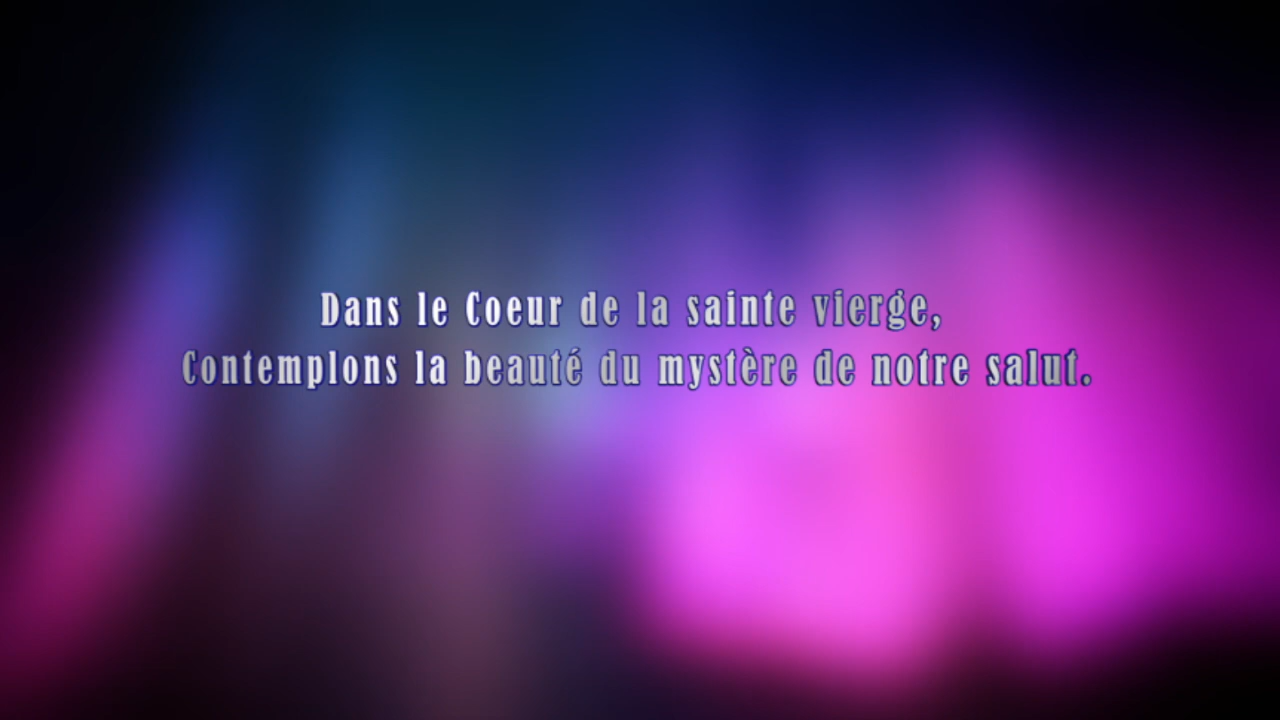 Dans le Coeur de la sainte vierge,
Contemplons la beauté du mystère de notre salut.